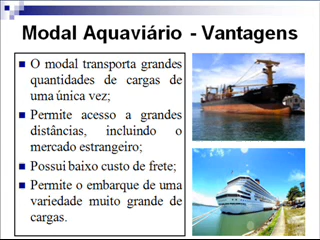 Modal Aquaviário - Vantagens
O modal transporta grandes
quantidades de cargas de
uma única vez;
Permite acesso a grandes
distâncias, incluindo o
mercado estrangeiro;
Possui baixo custo de frete;
Permite o embarque de uma
variedade muito grande de
cargas.